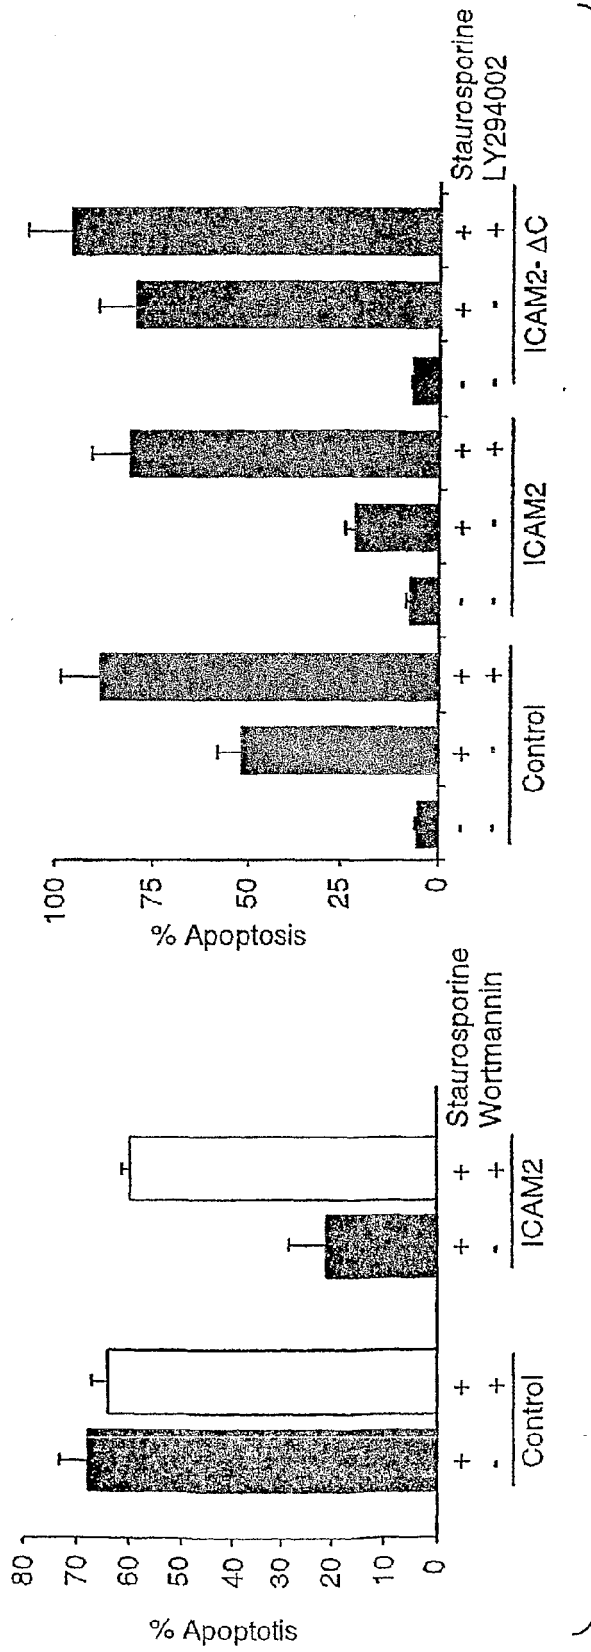 % Apoptotis
80
70
60
50
40
30
20
10
0
+ + + + Staurosporine
- + - + Wortmannin
Control ICAM2
% Apoptosis
100
75
50
25
0
- + + - + + - + + Staurosporine
- - + - - + - - + LY294002
Control ICAM2 ICAM2- ΔC